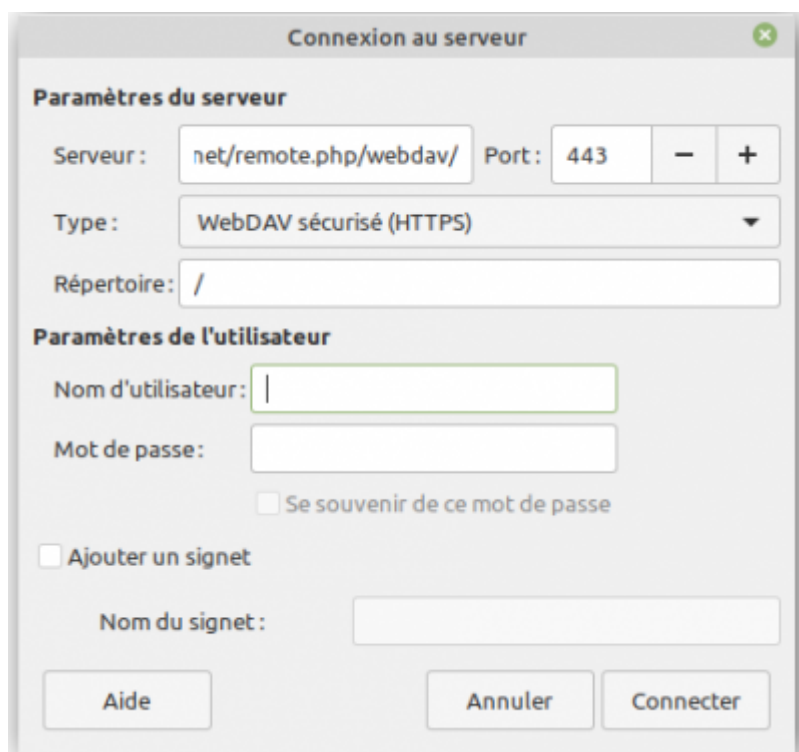 Connexion au serveur
Paramètres du serveur
Serveur : net/remote.php/webdav/ Port : 443 − +
Type : WebDAV sécurisé (HTTPS)
Répertoire : /
Paramètres de l'utilisateur
Nom d'utilisateur :
Mot de passe :
Se souvenir de ce mot de passe
Ajouter un signet
Nom du signet :
Aide Annuler Connecter